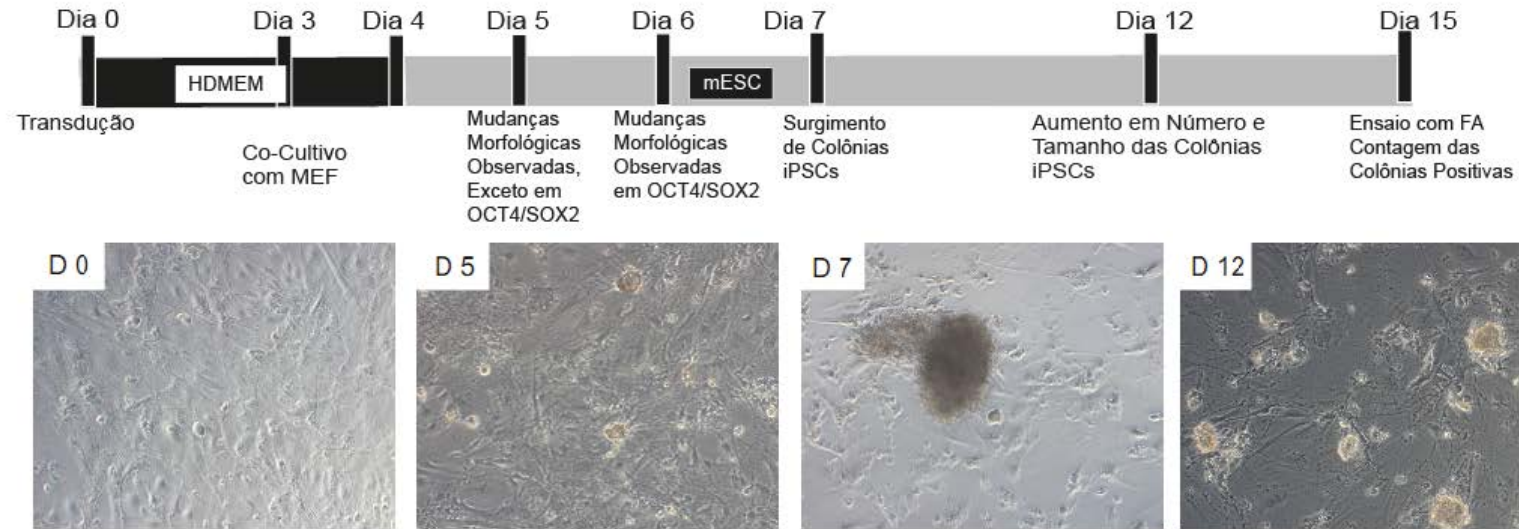 Dia 0
Dia 3
Dia 4
Dia 5
Dia 6
Dia 7
Dia 12
Dia 15
HDMEM
mESC
Transdução
Co-Cultivo
com MEF
Mudanças
Morfológicas
Observadas,
Exceto em
OCT4/SOX2
Mudanças
Morfológicas
Observadas
em OCT4/SOX2
Surgimento
de Colônias
iPSCs
Aumento em Número e
Tamanho das Colônias
iPSCs
Ensaio com FA
Contagem das
Colônias Positivas
D 0
D 5
D 7
D 12